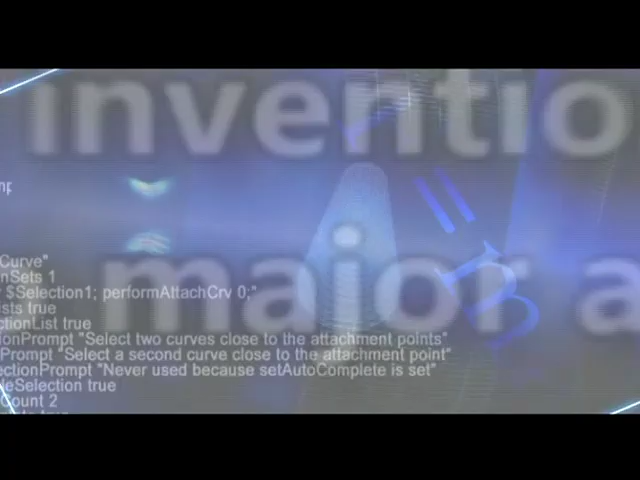 inventio
Curve"
nSets 1
$Selection1; performAttachCrv 0;"
major a
sts true
ctionList true
ionPrompt "Select two curves close to the attachment points"
Prompt "Select a second curve close to the attachment point"
ectionPrompt "Never used because setAutoComplete is set"
leSelection true
Count 2